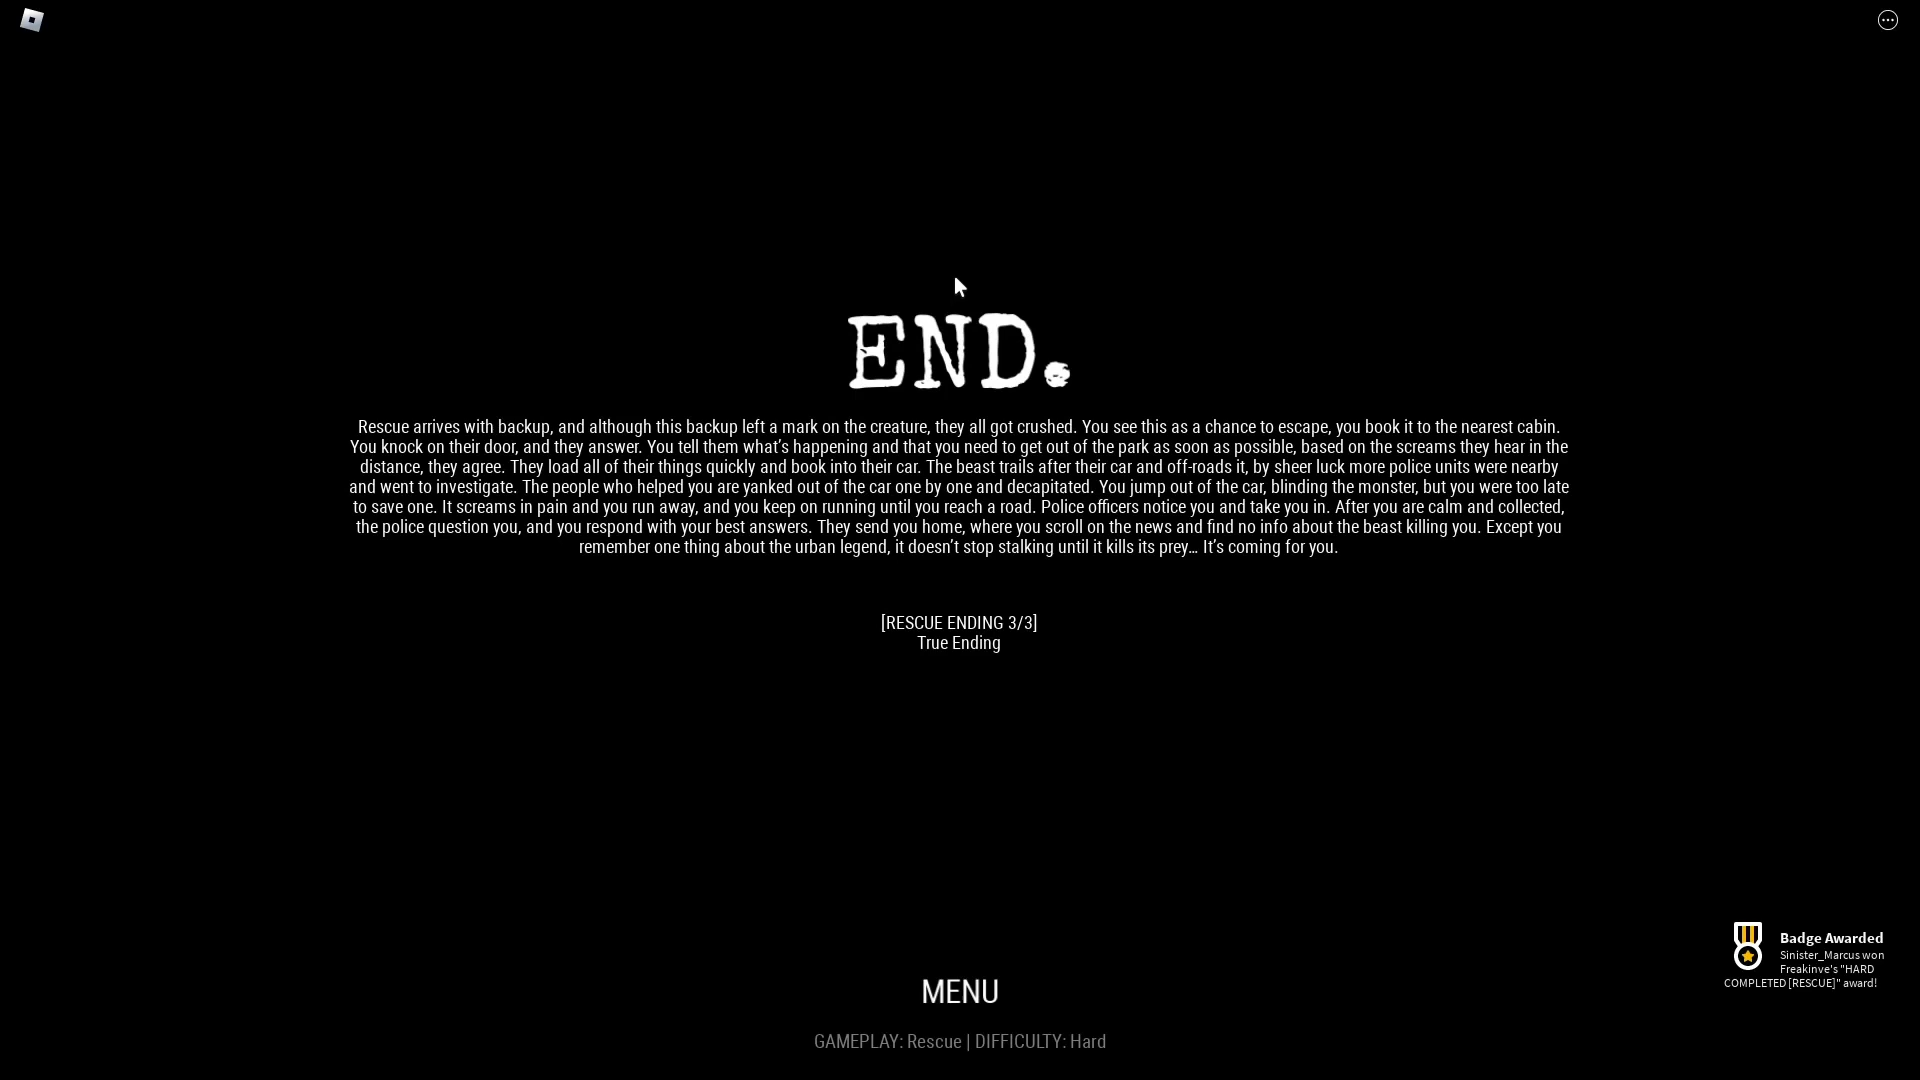 END.
Rescue arrives with backup, and although this backup left a mark on the creature, they all got crushed. You see this as a chance to escape, you book it to the nearest cabin.
You knock on their door, and they answer. You tell them what’s happening and that you need to get out of the park as soon as possible, based on the screams they hear in the
distance, they agree. They load all of their things quickly and book into their car. The beast trails after their car and off-roads it, by sheer luck more police units were nearby
and went to investigate. The people who helped you are yanked out of the car one by one and decapitated. You jump out of the car, blinding the monster, but you were too late
to save one. It screams in pain and you run away, and you keep on running until you reach a road. Police officers notice you and take you in. After you are calm and collected,
the police question you, and you respond with your best answers. They send you home, where you scroll on the news and find no info about the beast killing you. Except you
remember one thing about the urban legend, it doesn’t stop stalking until it kills its prey… It’s coming for you.
[RESCUE ENDING 3/3]
True Ending
Badge Awarded
Sinister_Marcus won
Freakinve's "HARD
COMPLETED [RESCUE]" award!
MENU
GAMEPLAY: Rescue | DIFFICULTY: Hard